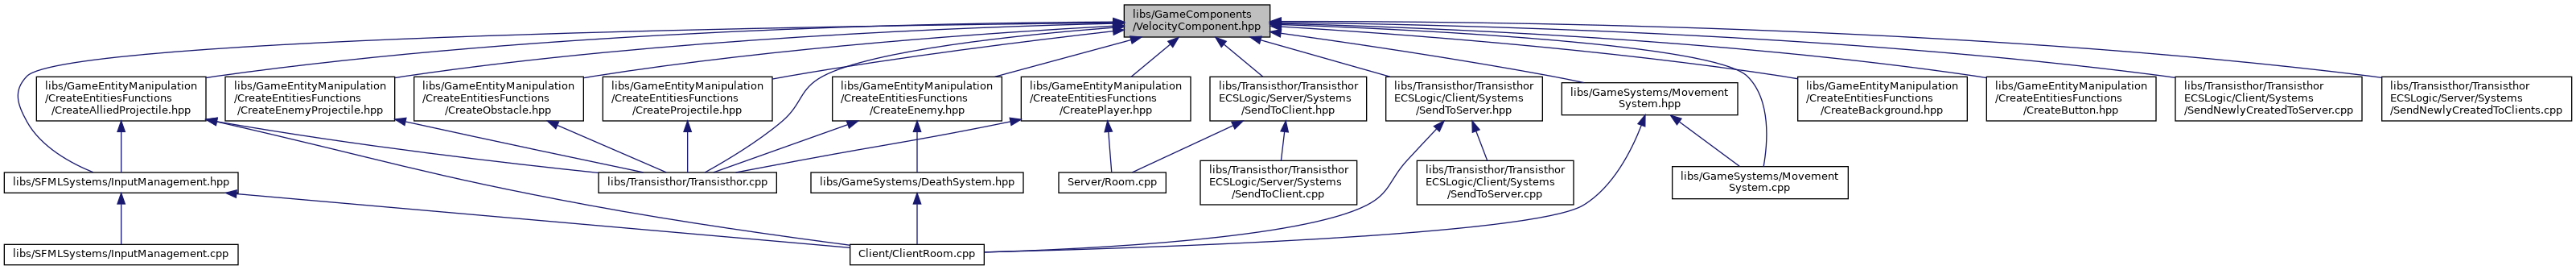 libs/GameComponents
/VelocityComponent.hpp
libs/GameEntityManipulation
/CreateEntitiesFunctions
/CreateAlliedProjectile.hpp
libs/GameEntityManipulation
/CreateEntitiesFunctions
/CreateEnemyProjectile.hpp
libs/GameEntityManipulation
/CreateEntitiesFunctions
/CreateObstacle.hpp
libs/GameEntityManipulation
/CreateEntitiesFunctions
/CreateProjectile.hpp
libs/GameEntityManipulation
/CreateEntitiesFunctions
/CreateEnemy.hpp
libs/GameEntityManipulation
/CreateEntitiesFunctions
/CreatePlayer.hpp
libs/Transisthor/Transisthor
ECSLogic/Server/Systems
/SendToClient.hpp
libs/Transisthor/Transisthor
ECSLogic/Client/Systems
/SendToServer.hpp
libs/GameSystems/Movement
System.hpp
libs/GameEntityManipulation
/CreateEntitiesFunctions
/CreateBackground.hpp
libs/GameEntityManipulation
/CreateEntitiesFunctions
/CreateButton.hpp
libs/Transisthor/Transisthor
ECSLogic/Client/Systems
/SendNewlyCreatedToServer.cpp
libs/Transisthor/Transisthor
ECSLogic/Server/Systems
/SendNewlyCreatedToClients.cpp
libs/SFMLSystems/InputManagement.hpp
libs/Transisthor/Transisthor.cpp
libs/GameSystems/DeathSystem.hpp
Server/Room.cpp
libs/Transisthor/Transisthor
ECSLogic/Server/Systems
/SendToClient.cpp
libs/Transisthor/Transisthor
ECSLogic/Client/Systems
/SendToServer.cpp
libs/GameSystems/Movement
System.cpp
libs/SFMLSystems/InputManagement.cpp
Client/ClientRoom.cpp